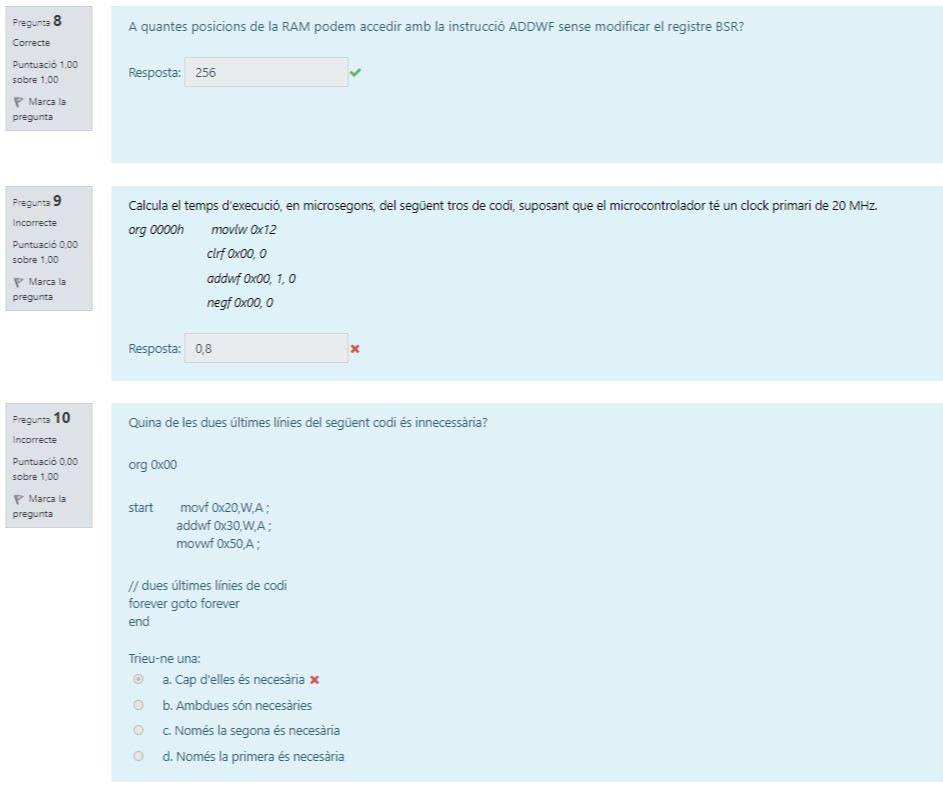 Pregunta 8
Correcte
Puntuació 1,00
sobre 1,00
Marca la
pregunta
A quantes posicions de la RAM podem accedir amb la instrucció ADDWF sense modificar el registre BSR?
Resposta: 256
Pregunta 9
Incorrecte
Puntuació 0,00
sobre 1,00
Marca la
pregunta
Calcula el temps d'execució, en microsegons, del següent tros de codi, suposant que el microcontrolador té un clock primari de 20 MHz.
org 0000h movlw 0x12
clrf 0x00, 0
addwf 0x00, 1, 0
negf 0x00, 0
Resposta: 0,8
Pregunta 10
Incorrecte
Puntuació 0,00
sobre 1,00
Marca la
pregunta
Quina de les dues últimes línies del següent codi és innecessària?
org 0x00
start movf 0x20,W,A ;
addwf 0x30,W,A ;
movwf 0x50,A ;
// dues últimes línies de codi
forever goto forever
end
Trieu-ne una:
a. Cap d'elles és necesària
b. Ambdues són necesàries
c. Només la segona és necesària
d. Només la primera és necesària